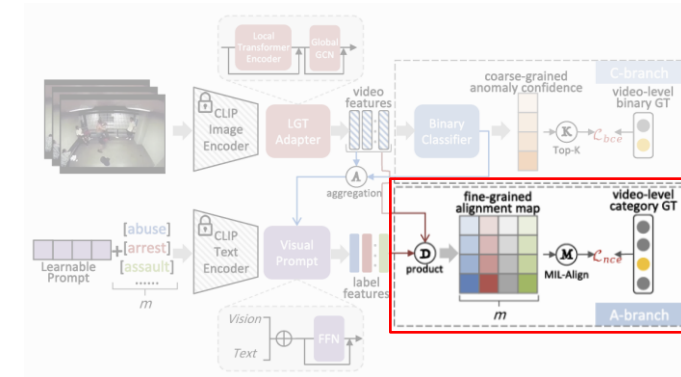 Local
Transformer
Encoder
Global
GCN
C-branch
coarse-grained
anomaly confidence
video-level
binary GT
video
features
CLIP
Image
Encoder
LGT
Adapter
Binary
Classifier
K
Top-K
ℒbce
A
aggregation
fine-grained
alignment map
video-level
category GT
[abuse]
[arrest]
[assault]
......
m
Learnable
Prompt
+
CLIP
Text
Encoder
Visual
Prompt
label
features
D
product
M
MIL-Align
ℒnce
m
A-branch
Vision
Text
FFN